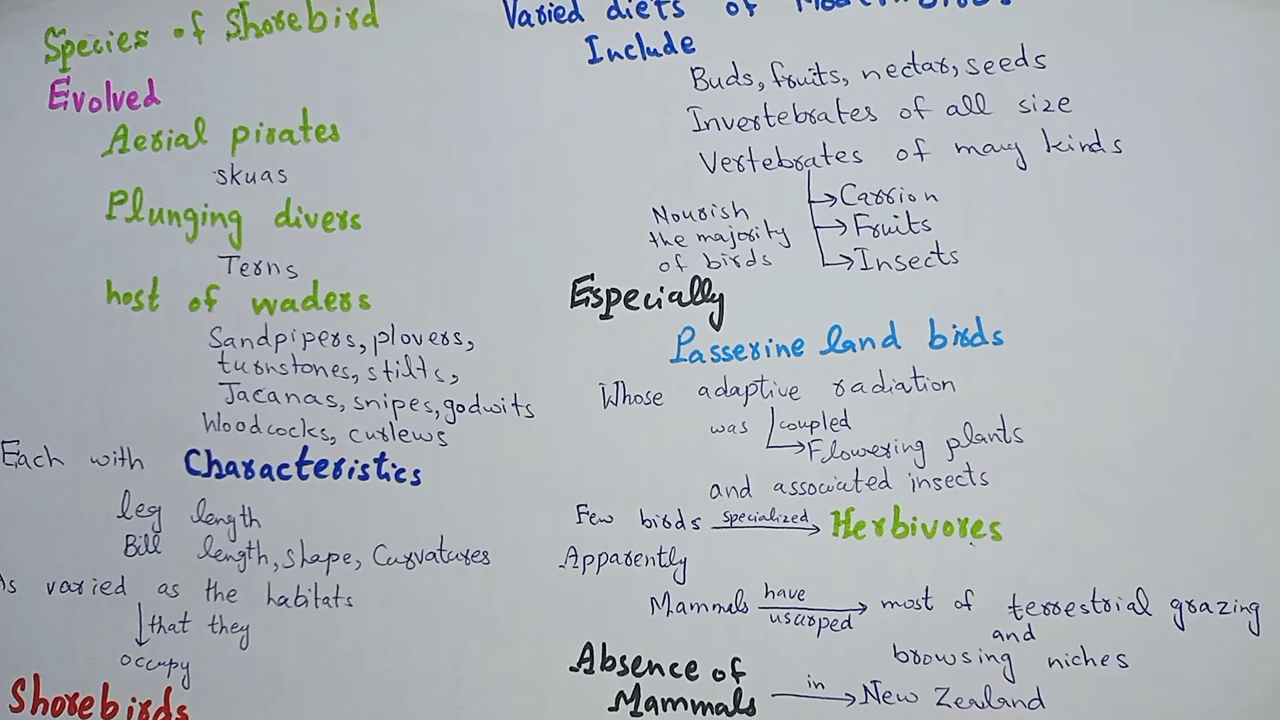 Species of Shorebird
Evolved
Aerial pirates
skuas
Plunging divers
Terns
host of waders
Sandpipers, plovers,
turnstones, stilts,
Jacanas, snipes, godwits
Woodcocks, curlews
Each with Characteristics
leg length
Bill length, shape, Curvatures
As varied as the habitats
that they
occupy
Shorebirds
Varied diets of
Include
Buds, fruits, nectar, seeds
Invertebrates of all size
Vertebrates of many kinds
Nourish
the majority
of birds
Carrion
Fruits
Insects
Especially
Passerine land birds
Whose adaptive radiation
was coupled
Flowering plants
and associated insects
Few birds specialized Herbivores
Apparently
Mammals have usurped most of terrestrial grazing
and
browsing niches
Absence of
Mammals in New Zealand